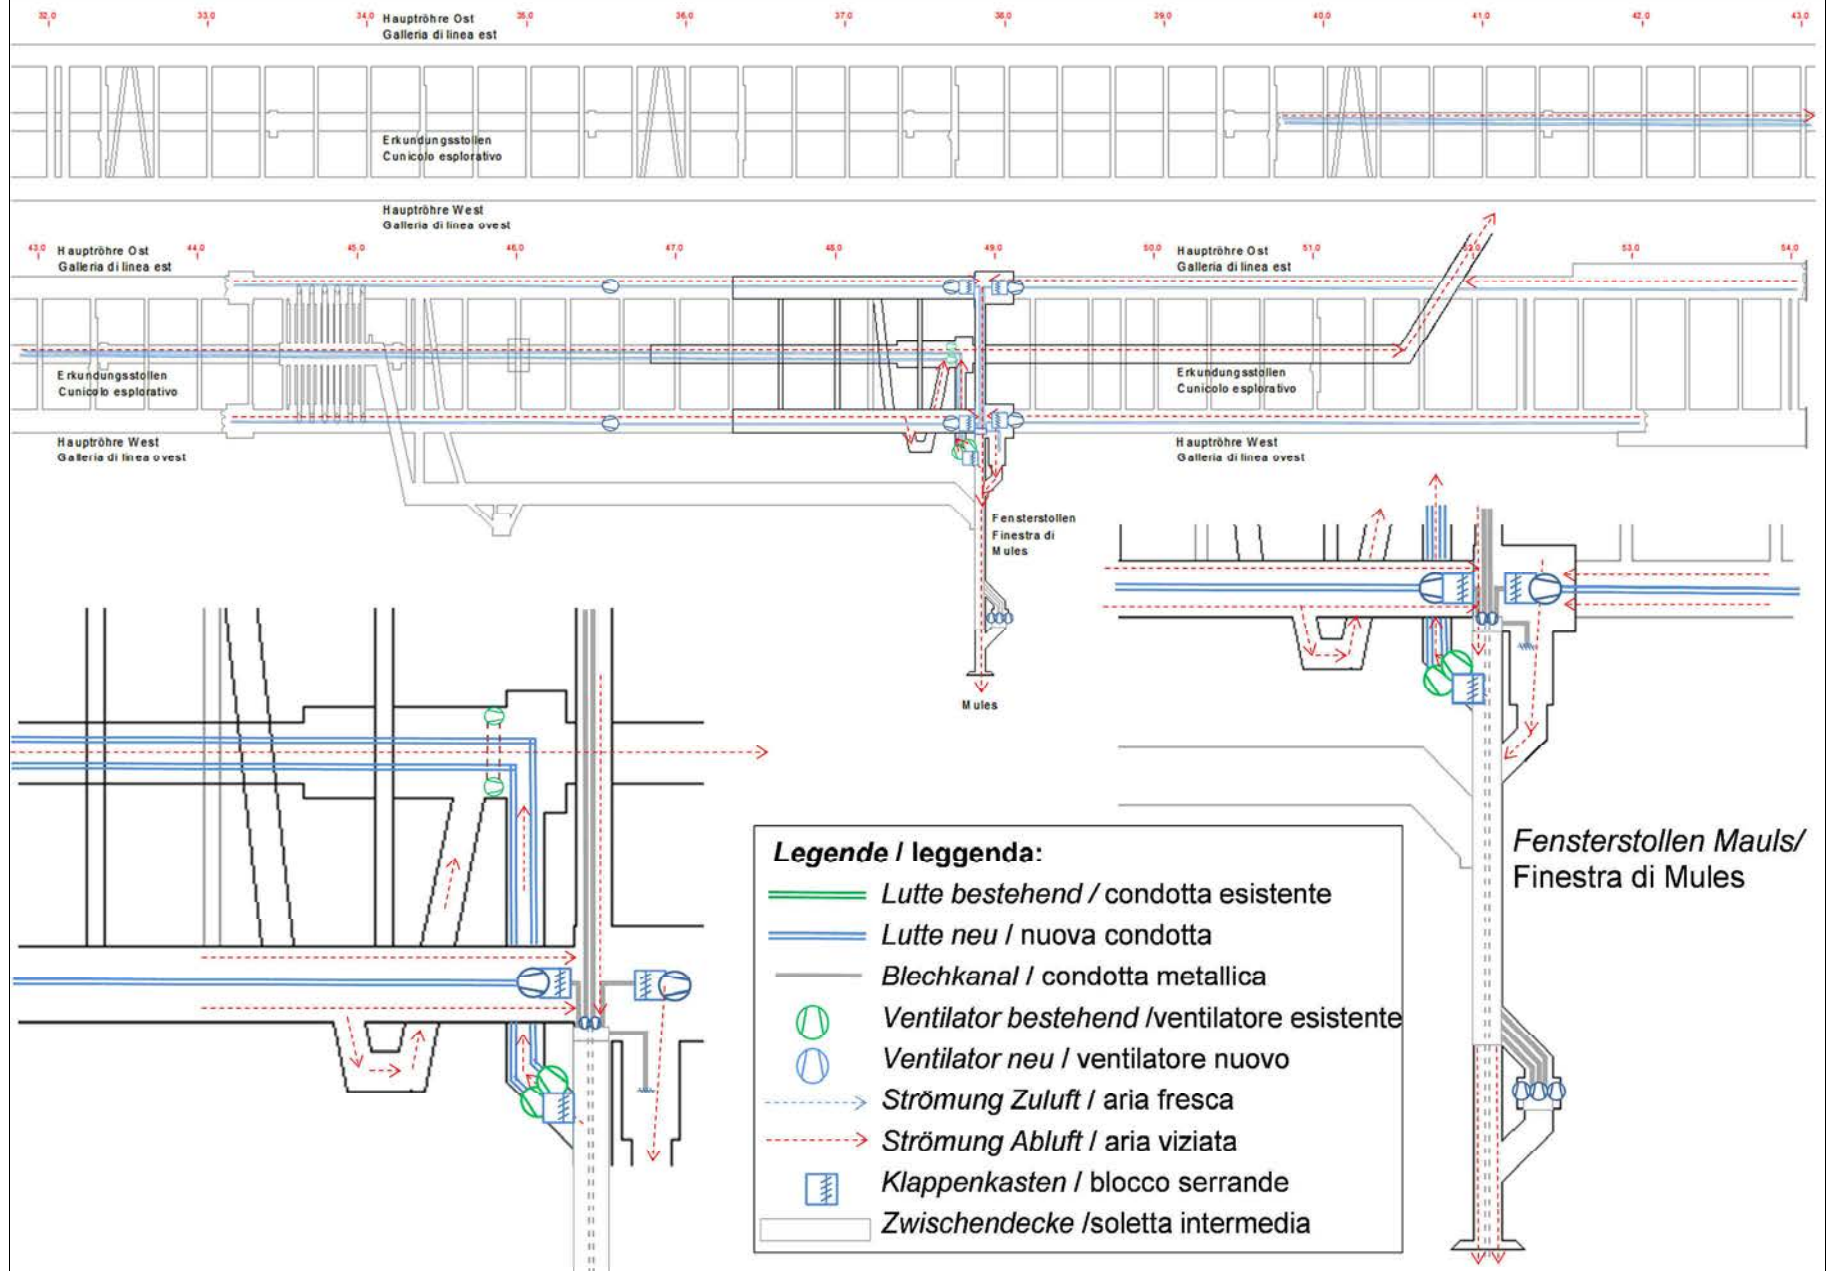 32,0 33,0 34,0 35,0 36,0 37,0 38,0 39,0 40,0 41,0 42,0 43,0
Hauptröhre Ost
Galleria di linea est
Erkundungsstollen
Cunicolo esplorativo
Hauptröhre West
Galleria di linea ovest
43,0 44,0 45,0 46,0 47,0 48,0 49,0 50,0 51,0 52,0 53,0 54,0
Hauptröhre Ost
Galleria di linea est
Hauptröhre Ost
Galleria di linea est
Erkundungsstollen
Cunicolo esplorativo
Erkundungsstollen
Cunicolo esplorativo
Hauptröhre West
Galleria di linea ovest
Hauptröhre West
Galleria di linea ovest
Fensterstollen
Finestra di
Mules
Mules
Fensterstollen Mauls/
Finestra di Mules
Legende / leggenda:
Lutte bestehend / condotta esistente
Lutte neu / nuova condotta
Blechkanal / condotta metallica
Ventilator bestehend /ventilatore esistente
Ventilator neu / ventilatore nuovo
Strömung Zuluft / aria fresca
Strömung Abluft / aria viziata
Klappenkasten / blocco serrande
Zwischendecke /soletta intermedia